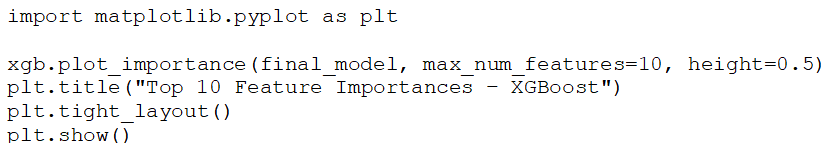 import matplotlib.pyplot as plt

xgb.plot_importance(final_model, max_num_features=10, height=0.5)
plt.title("Top 10 Feature Importances – XGBoost")
plt.tight_layout()
plt.show()